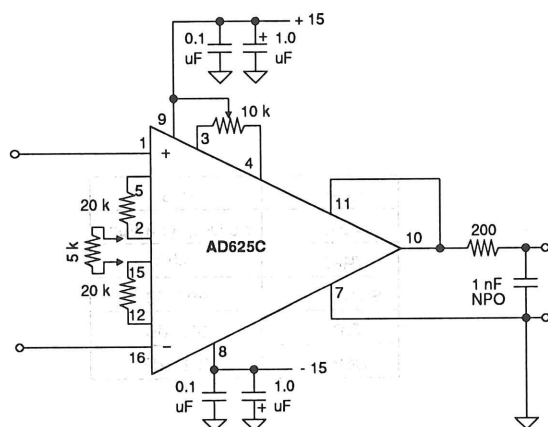 + 15
0.1 uF
+ 1.0 uF
9
10 k
1
3
+
4
5
20 k
2
11
5 k
AD625C
10
200
15
20 k
7
1 nF
NPO
12
16
−
8
- 15
0.1 uF
1.0 uF
+